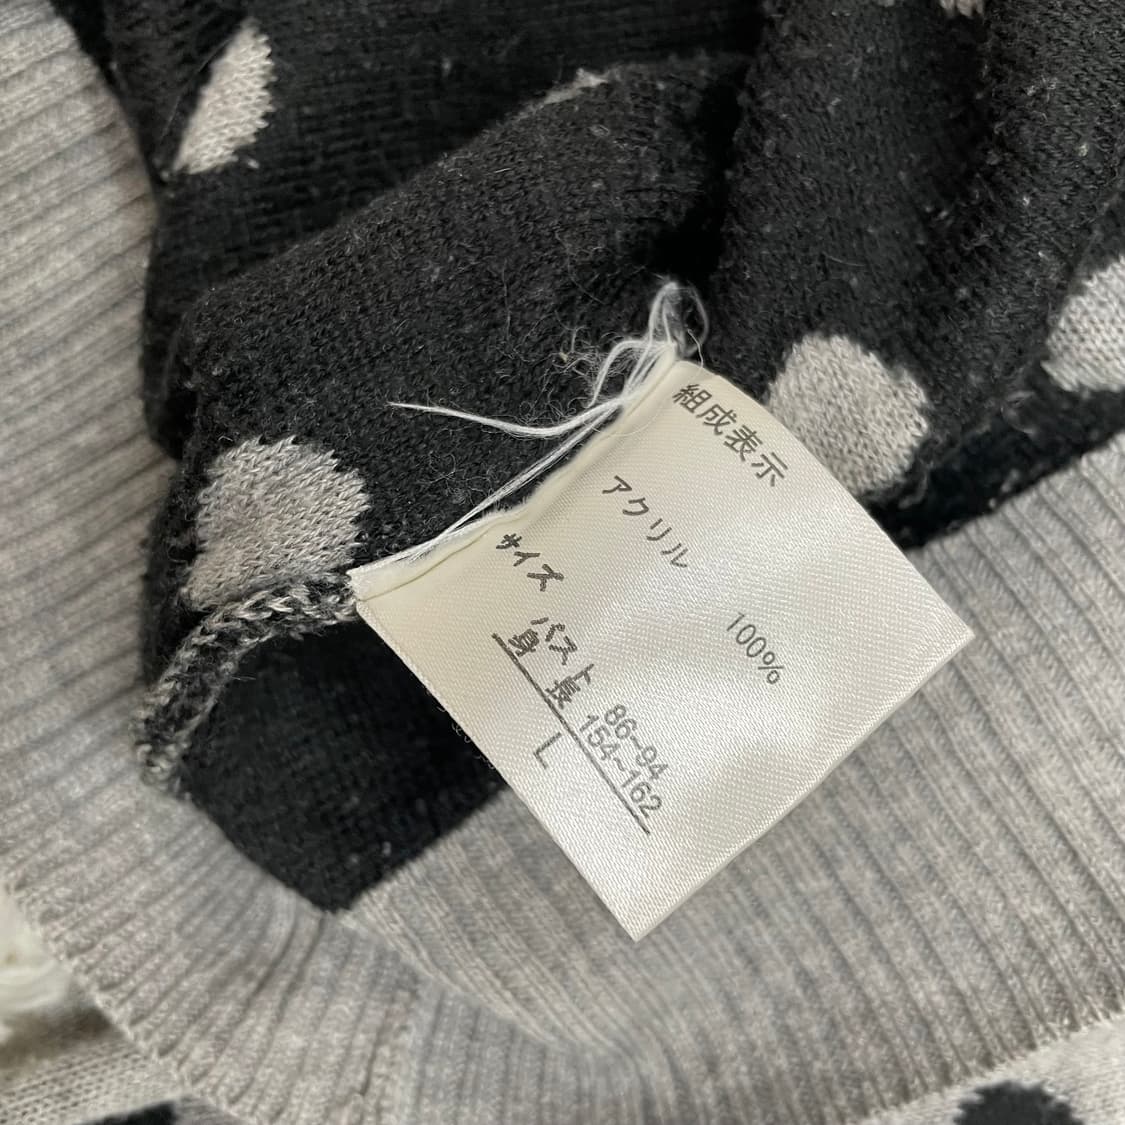 組成表示
アクリル
100%
サイズ
バスト 86~94
身長 154~162
L